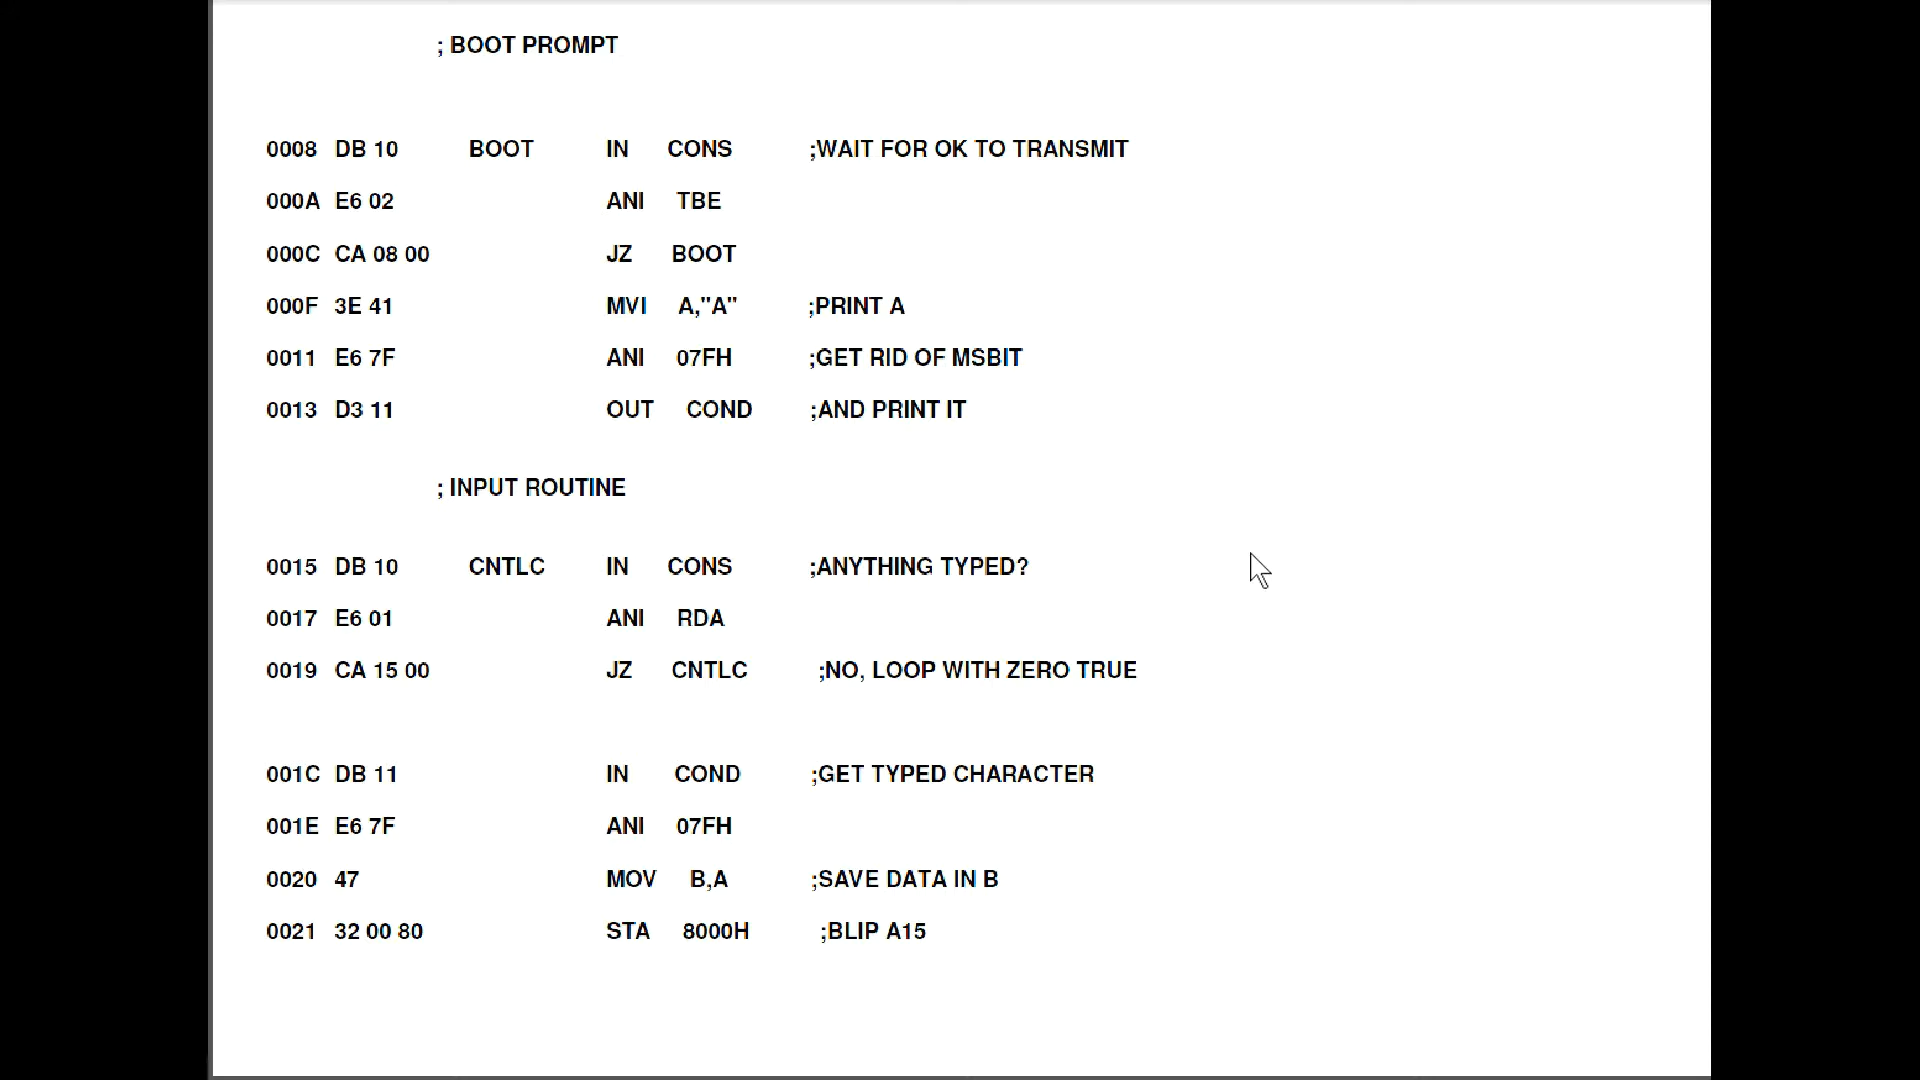 ; BOOT PROMPT
0008 DB 10 BOOT IN CONS ;WAIT FOR OK TO TRANSMIT
000A E6 02 ANI TBE
000C CA 08 00 JZ BOOT
000F 3E 41 MVI A,"A" ;PRINT A
0011 E6 7F ANI 07FH ;GET RID OF MSBIT
0013 D3 11 OUT COND ;AND PRINT IT
; INPUT ROUTINE
0015 DB 10 CNTLC IN CONS ;ANYTHING TYPED?
0017 E6 01 ANI RDA
0019 CA 15 00 JZ CNTLC ;NO, LOOP WITH ZERO TRUE
001C DB 11 IN COND ;GET TYPED CHARACTER
001E E6 7F ANI 07FH
0020 47 MOV B,A ;SAVE DATA IN B
0021 32 00 80 STA 8000H ;BLIP A15